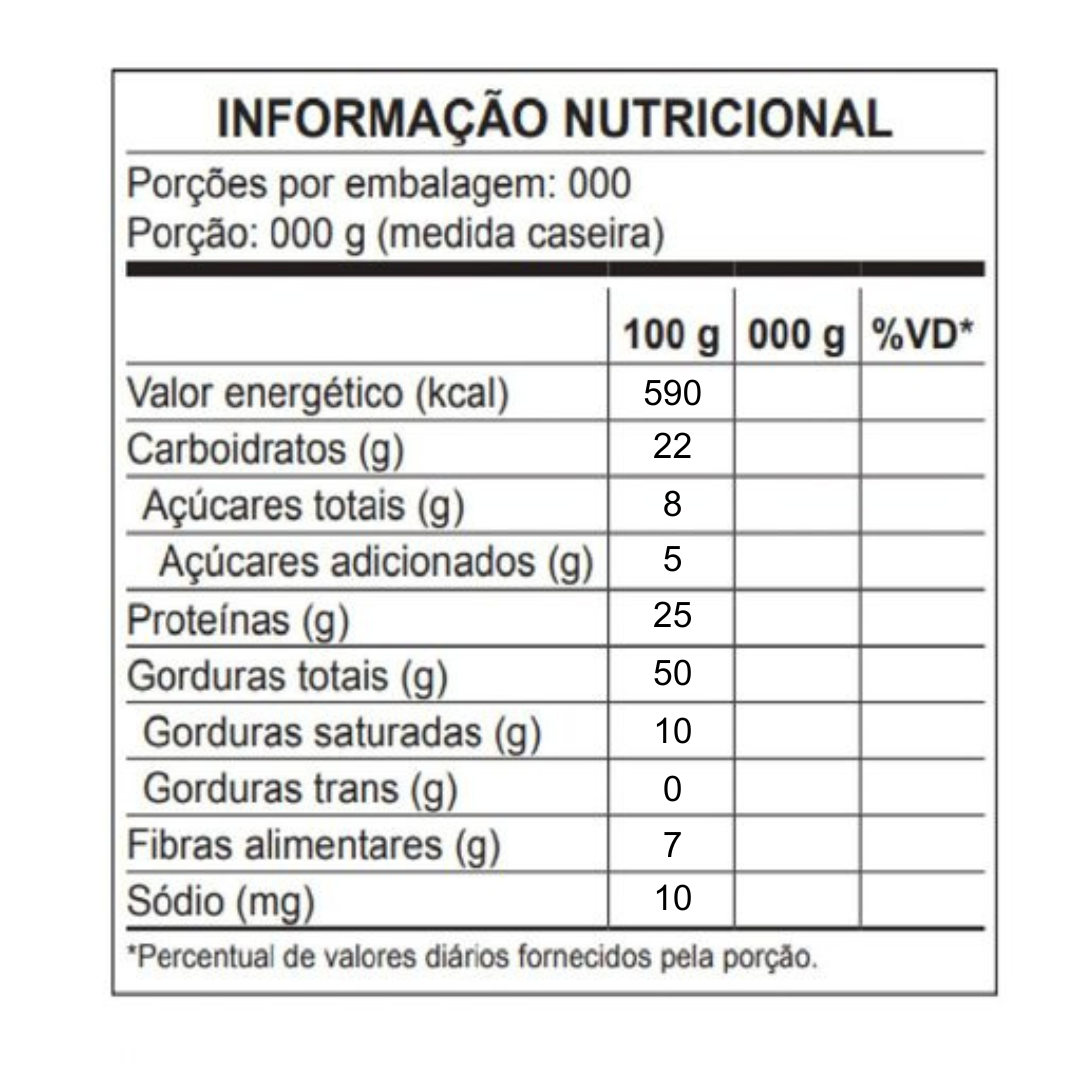 INFORMAÇÃO NUTRICIONAL
Porções por embalagem: 000
Porção: 000 g (medida caseira)
100 g 000 g %VD*
Valor energético (kcal) 590
Carboidratos (g) 22
Açúcares totais (g) 8
Açúcares adicionados (g) 5
Proteínas (g) 25
Gorduras totais (g) 50
Gorduras saturadas (g) 10
Gorduras trans (g) 0
Fibras alimentares (g) 7
Sódio (mg) 10
*Percentual de valores diários fornecidos pela porção.